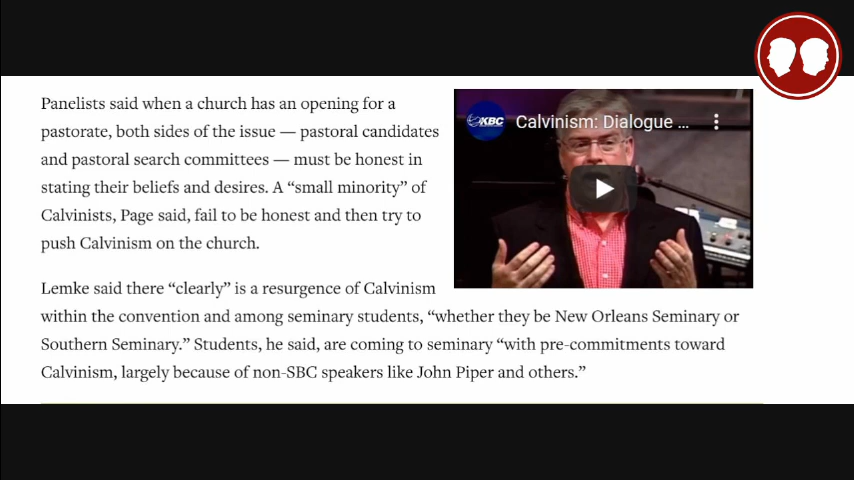 Panelists said when a church has an opening for a
pastorate, both sides of the issue — pastoral candidates
and pastoral search committees — must be honest in
stating their beliefs and desires. A “small minority” of
Calvinists, Page said, fail to be honest and then try to
push Calvinism on the church.
KBC
Calvinism: Dialogue ...
Lemke said there “clearly” is a resurgence of Calvinism
within the convention and among seminary students, “whether they be New Orleans Seminary or
Southern Seminary.” Students, he said, are coming to seminary “with pre-commitments toward
Calvinism, largely because of non-SBC speakers like John Piper and others.”